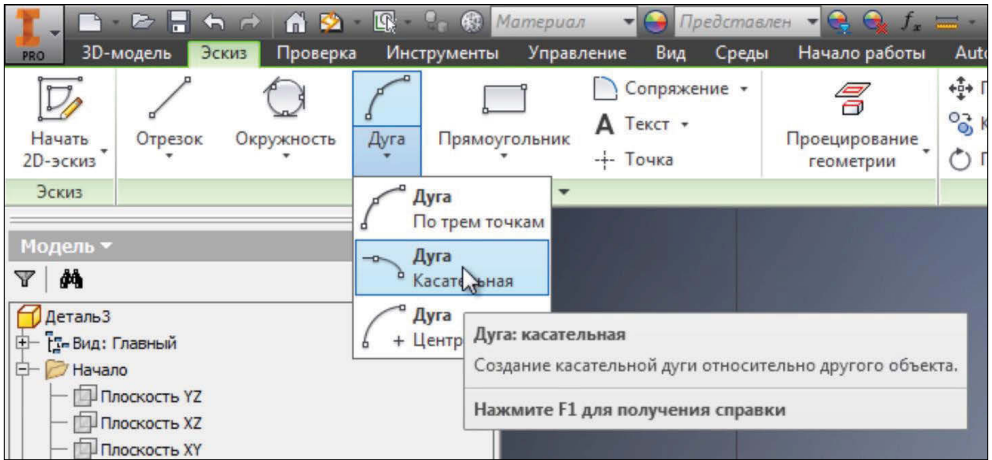 Материал
Представлен
fx
PRO
3D-модель Эскиз Проверка Инструменты Управление Вид Среды Начало работы Auto
Начать
2D-эскиз
Отрезок
Окружность
Дуга
Прямоугольник
Сопряжение
A Текст
Точка
Проецирование
геометрии
Эскиз
Дуга
По трем точкам
Дуга
Касательная
Дуга
+ Центр
Дуга: касательная
Создание касательной дуги относительно другого объекта.
Нажмите F1 для получения справки
Модель
Деталь3
Вид: Главный
Начало
Плоскость YZ
Плоскость XZ
Плоскость XY